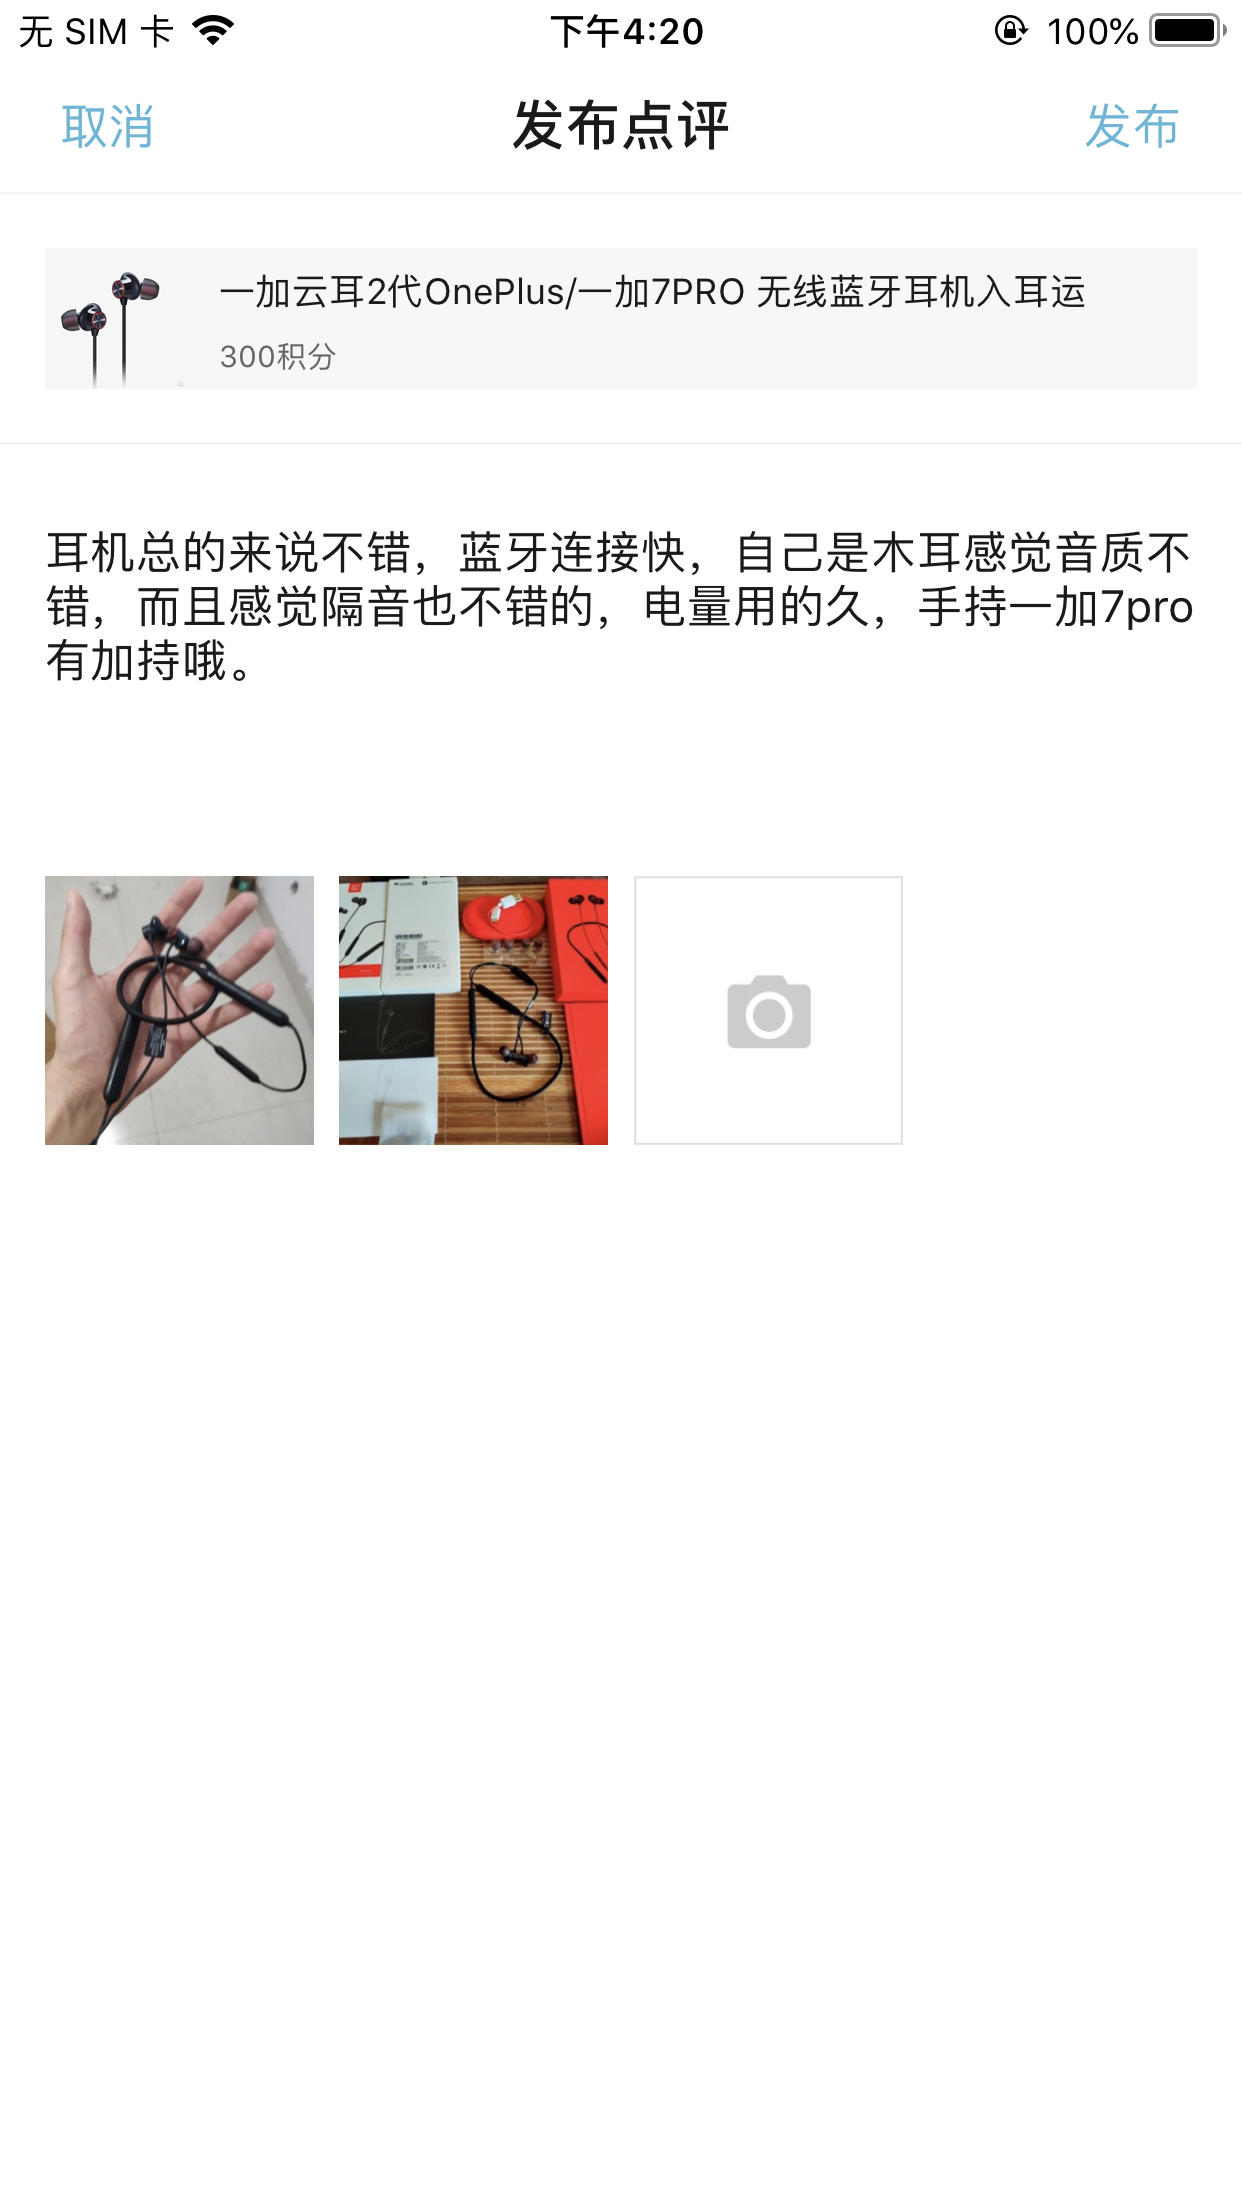 无 SIM 卡
下午4:20
100%
取消
发布点评
发布
一加云耳2代OnePlus/一加7PRO 无线蓝牙耳机入耳运
300积分
耳机总的来说不错，蓝牙连接快，自己是木耳感觉音质不
错，而且感觉隔音也不错的，电量用的久，手持一加7pro
有加持哦。